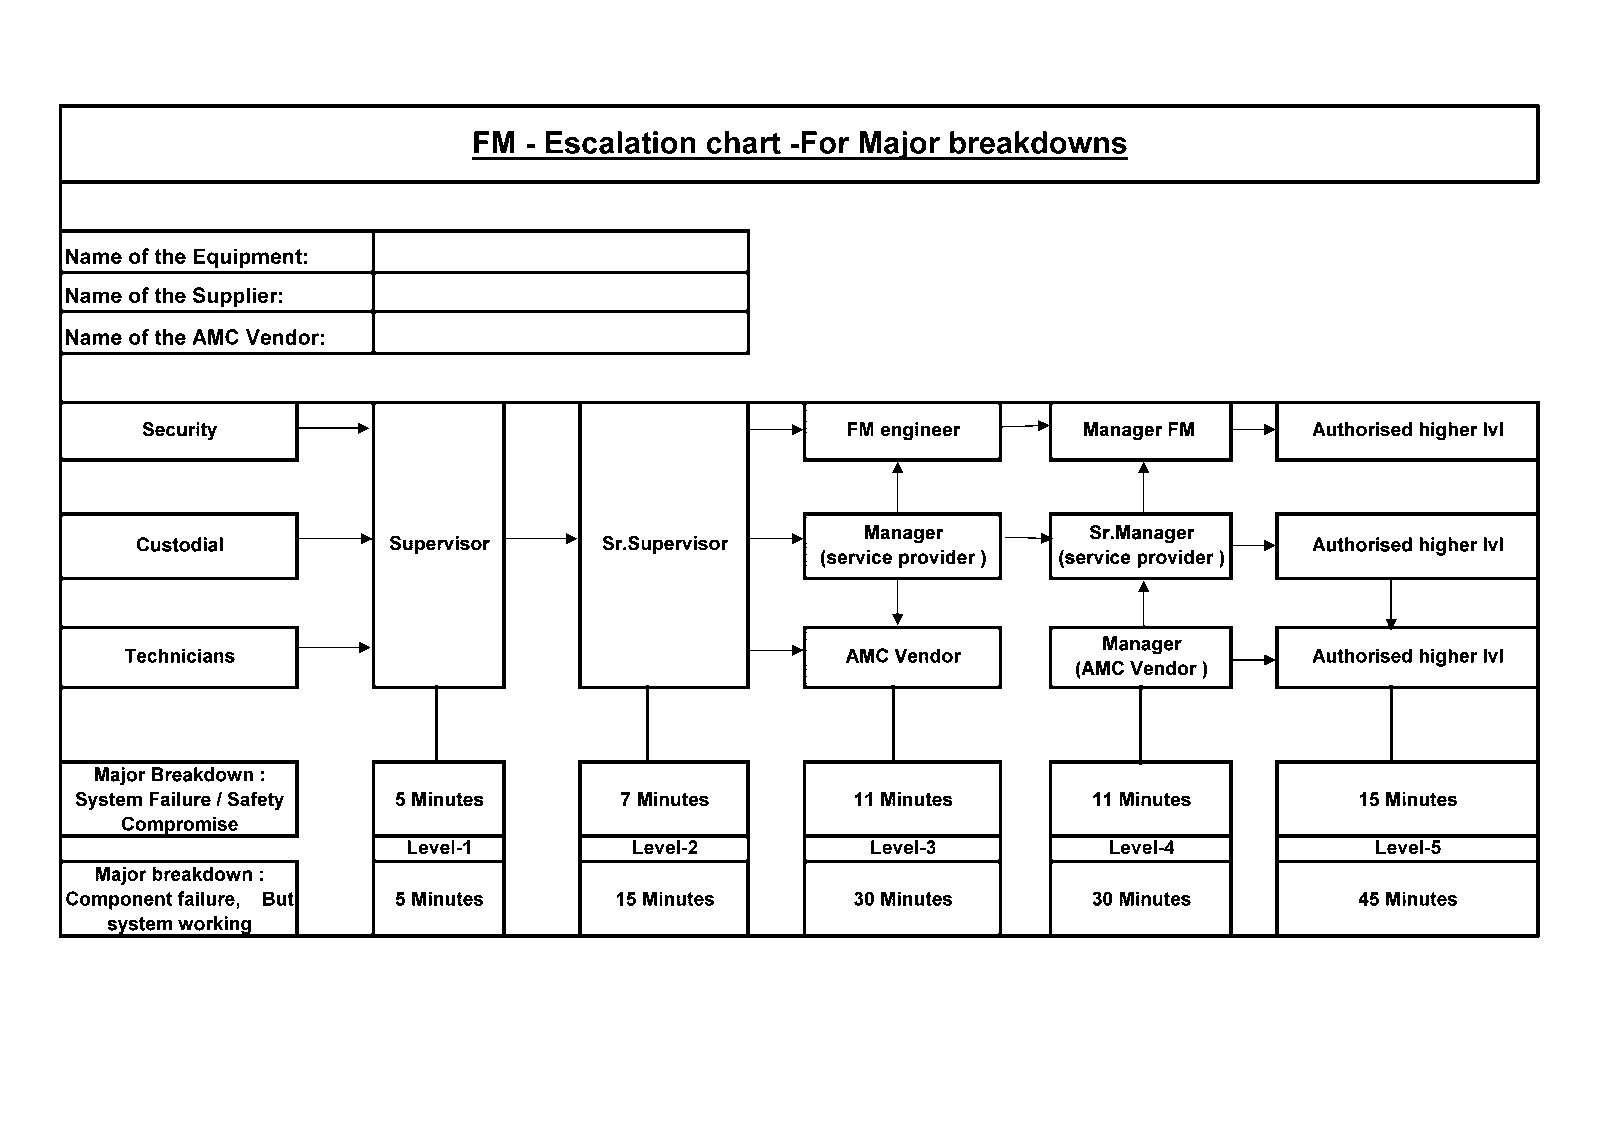 FM - Escalation chart -For Major breakdowns
Name of the Equipment:
Name of the Supplier:
Name of the AMC Vendor:
Security
FM engineer
Manager FM
Authorised higher lvl
Custodial
Supervisor
Sr.Supervisor
Manager
(service provider )
Sr.Manager
(service provider )
Authorised higher lvl
Technicians
AMC Vendor
Manager
(AMC Vendor )
Authorised higher lvl
Major Breakdown :
System Failure / Safety
Compromise
5 Minutes
7 Minutes
11 Minutes
11 Minutes
15 Minutes
Level-1
Level-2
Level-3
Level-4
Level-5
Major breakdown :
Component failure, But
system working
5 Minutes
15 Minutes
30 Minutes
30 Minutes
45 Minutes